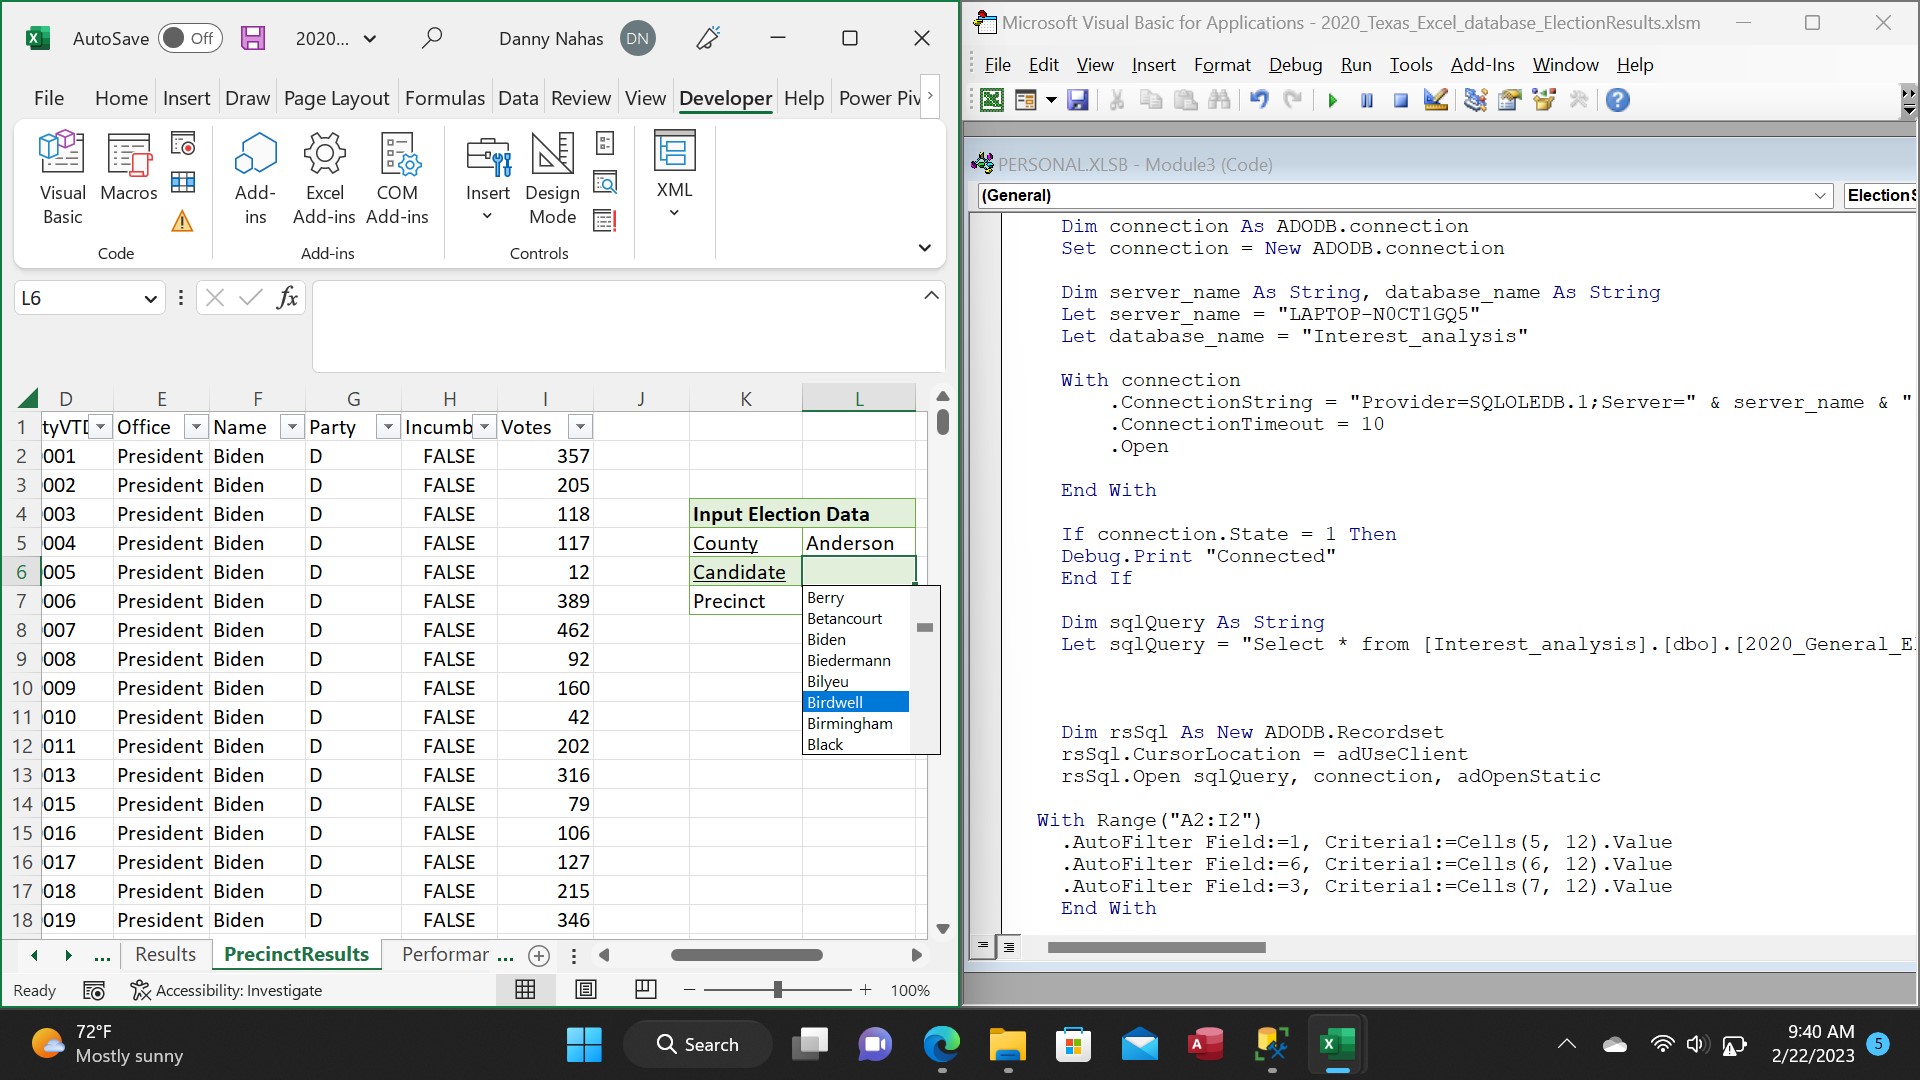 AutoSave Off 2020... Danny Nahas DN
File Home Insert Draw Page Layout Formulas Data Review View Developer Help Power Piv
Visual Basic
Macros
Add-ins
Excel Add-ins
COM Add-ins
Insert
Design Mode
XML
Code Add-ins Controls
L6 fx
D E F G H I J K L
1 tyVTD Office Name Party Incumb Votes
2 001 President Biden D FALSE 357
3 002 President Biden D FALSE 205
4 003 President Biden D FALSE 118 Input Election Data
5 004 President Biden D FALSE 117 County Anderson
6 005 President Biden D FALSE 12 Candidate
7 006 President Biden D FALSE 389 Precinct
8 007 President Biden D FALSE 462
9 008 President Biden D FALSE 92
10 009 President Biden D FALSE 160
11 010 President Biden D FALSE 42
12 011 President Biden D FALSE 202
13 013 President Biden D FALSE 316
14 015 President Biden D FALSE 79
15 016 President Biden D FALSE 106
16 017 President Biden D FALSE 127
17 018 President Biden D FALSE 215
18 019 President Biden D FALSE 346
Berry
Betancourt
Biden
Biedermann
Bilyeu
Birdwell
Birmingham
Black
... Results PrecinctResults Performar ...
Ready Accessibility: Investigate 100%
Microsoft Visual Basic for Applications - 2020_Texas_Excel_database_ElectionResults.xlsm
File Edit View Insert Format Debug Run Tools Add-Ins Window Help
PERSONAL.XLSB - Module3 (Code)
(General) ElectionS
Dim connection As ADODB.connection
Set connection = New ADODB.connection
Dim server_name As String, database_name As String
Let server_name = "LAPTOP-N0CT1GQ5"
Let database_name = "Interest_analysis"
With connection
.ConnectionString = "Provider=SQLOLEDB.1;Server=" & server_name & "
.ConnectionTimeout = 10
.Open
End With
If connection.State = 1 Then
Debug.Print "Connected"
End If
Dim sqlQuery As String
Let sqlQuery = "Select * from [Interest_analysis].[dbo].[2020_General_E
Dim rsSql As New ADODB.Recordset
rsSql.CursorLocation = adUseClient
rsSql.Open sqlQuery, connection, adOpenStatic
With Range("A2:I2")
.AutoFilter Field:=1, Criteria1:=Cells(5, 12).Value
.AutoFilter Field:=6, Criteria1:=Cells(6, 12).Value
.AutoFilter Field:=3, Criteria1:=Cells(7, 12).Value
End With
72°F
Mostly sunny
Search
9:40 AM
2/22/2023
5